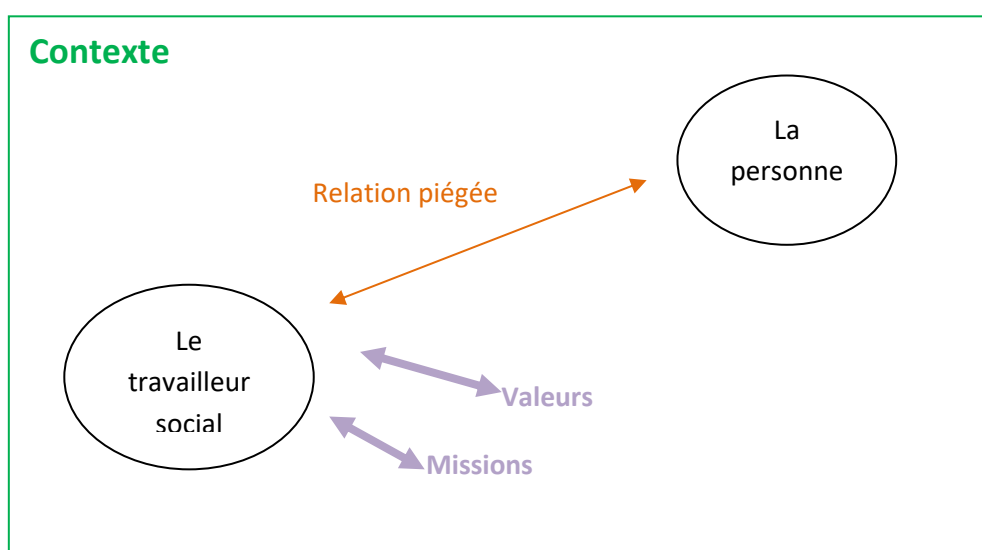 Contexte
La
personne
Relation piégée
Le
travailleur
social
Valeurs
Missions